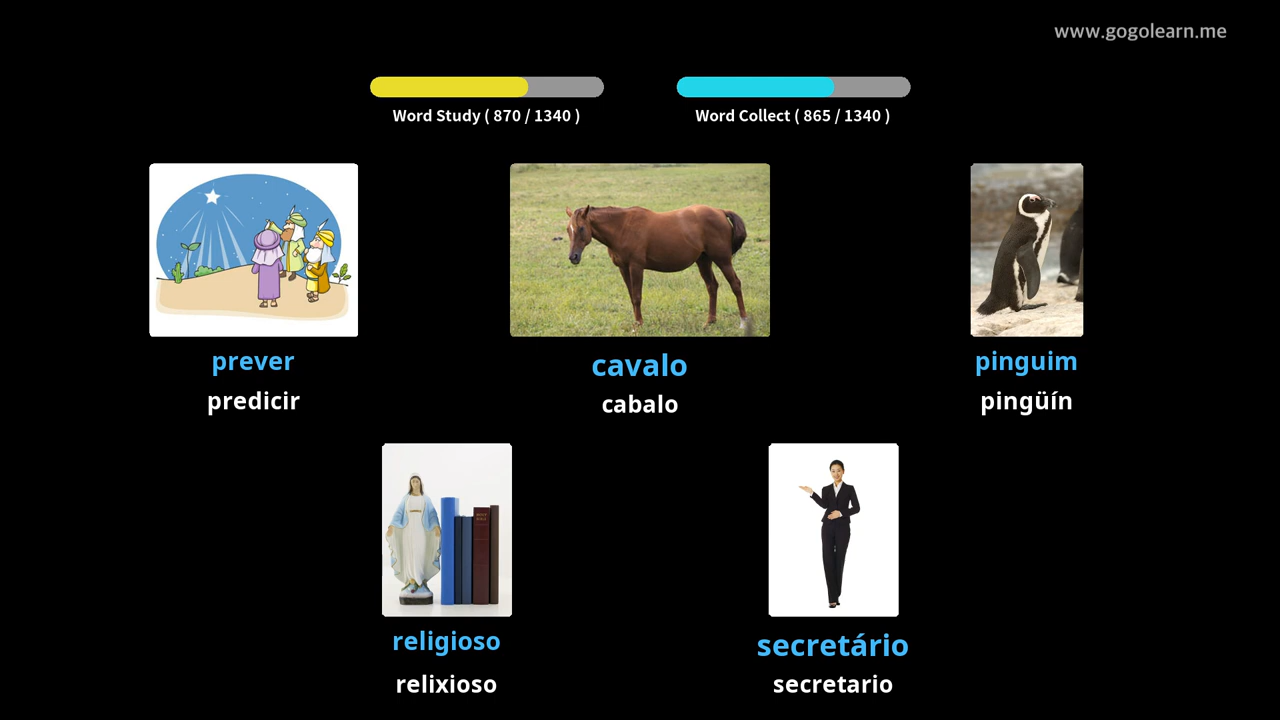 www.gogolearn.me
Word Study ( 870 / 1340 )
Word Collect ( 865 / 1340 )
prever
predicir
cavalo
cabalo
pinguim
pingüín
religioso
relixioso
secretário
secretario